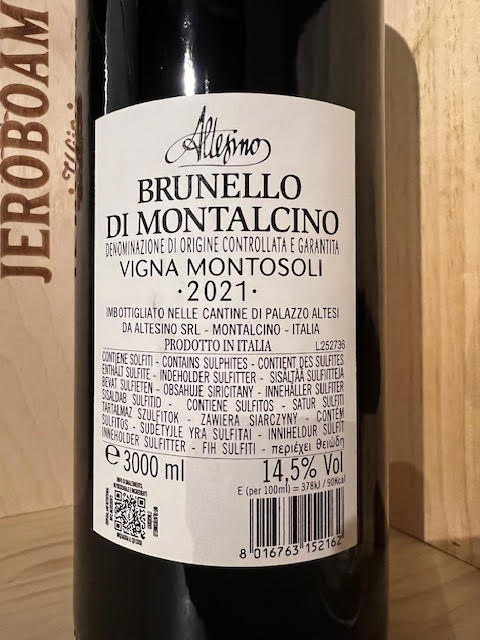 JEROBOAM
Altesino
BRUNELLO
DI MONTALCINO
DENOMINAZIONE DI ORIGINE CONTROLLATA E GARANTITA
VIGNA MONTOSOLI
·2021·
IMBOTTIGLIATO NELLE CANTINE DI PALAZZO ALTESI
DA ALTESINO SRL - MONTALCINO - ITALIA
PRODOTTO IN ITALIA L252736
CONTIENE SOLFITI - CONTAINS SULPHITES - CONTIENT DES SULFITES
ENTHÄLT SULFITE - INDEHOLDER SULFITTER - SISÄLTÄÄ SULFIITTEJA
BEVAT SULFIETEN - OBSAHUJE SIRICITANY - INNEHÅLLER SULFITER
SISALDAB SULFITID - CONTIENE SULFITOS - SATUR SULFITI
TARTALMAZ SZULFITOK - ZAWIERA SIARCZYNY - CONTÉM
SULFITOS - SUDĖTYJE YRA SULFITAI - INNIHELDUR SÚLFIT
INNEHOLDER SULFITTER - FIH SULFITI - περιέχει θειώδη
℮ 3000 ml 14,5% Vol
E (per 100ml) = 378kJ / 90Kcal
8 016763 152162